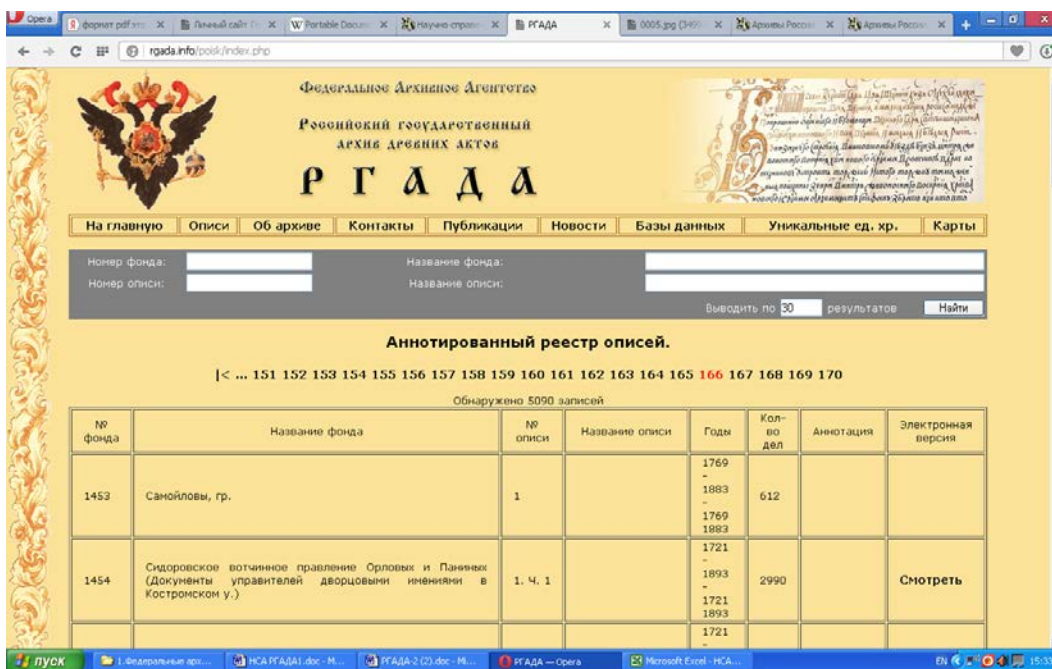 Opera
формат pdf это
Личный сайт
Portable Docum
Научно-справо
РГАДА
0005.jpg
Архивы Росси
Архивы Росси
rgada.info/poisk/index.php
Федеральное Архивное Агентство
Российский государственный
архив древних актов
РГАДА
На главную Описи Об архиве Контакты Публикации Новости Базы данных Уникальные ед. хр. Карты
Номер фонда: Название фонда:
Номер описи: Название описи:
Выводить по 30 результатов Найти
Аннотированный реестр описей.
|< ... 151 152 153 154 155 156 157 158 159 160 161 162 163 164 165 166 167 168 169 170
Обнаружено 5090 записей
№ фонда Название фонда № описи Название описи Годы Кол-во дел Аннотация Электронная версия
1453 Самойловы, гр. 1 1769 - 1883 - 1769 1883 612
1454 Сидоровское вотчинное правление Орловых и Паниных
(Документы управителей дворцовыми имениями в
Костромском у.) 1. Ч. 1 1721 - 1893 - 1721 1893 2990 Смотреть
1721
пуск 1.Федеральные арх... НСА РГАДА1.doc - M... РГАДА-2 (2).doc - Mi... РГАДА — Opera Microsoft Excel - НСА... EN 15:33